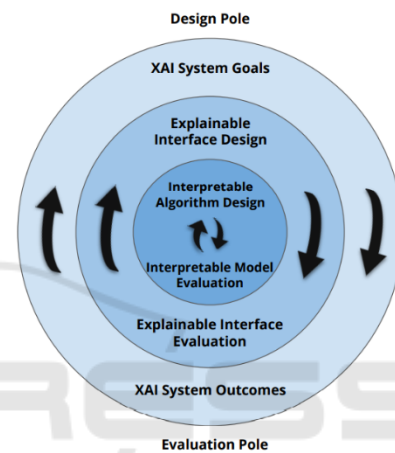 Design Pole
XAI System Goals
Explainable
Interface Design
Interpretable
Algorithm Design
Interpretable Model
Evaluation
Explainable Interface
Evaluation
XAI System Outcomes
Evaluation Pole